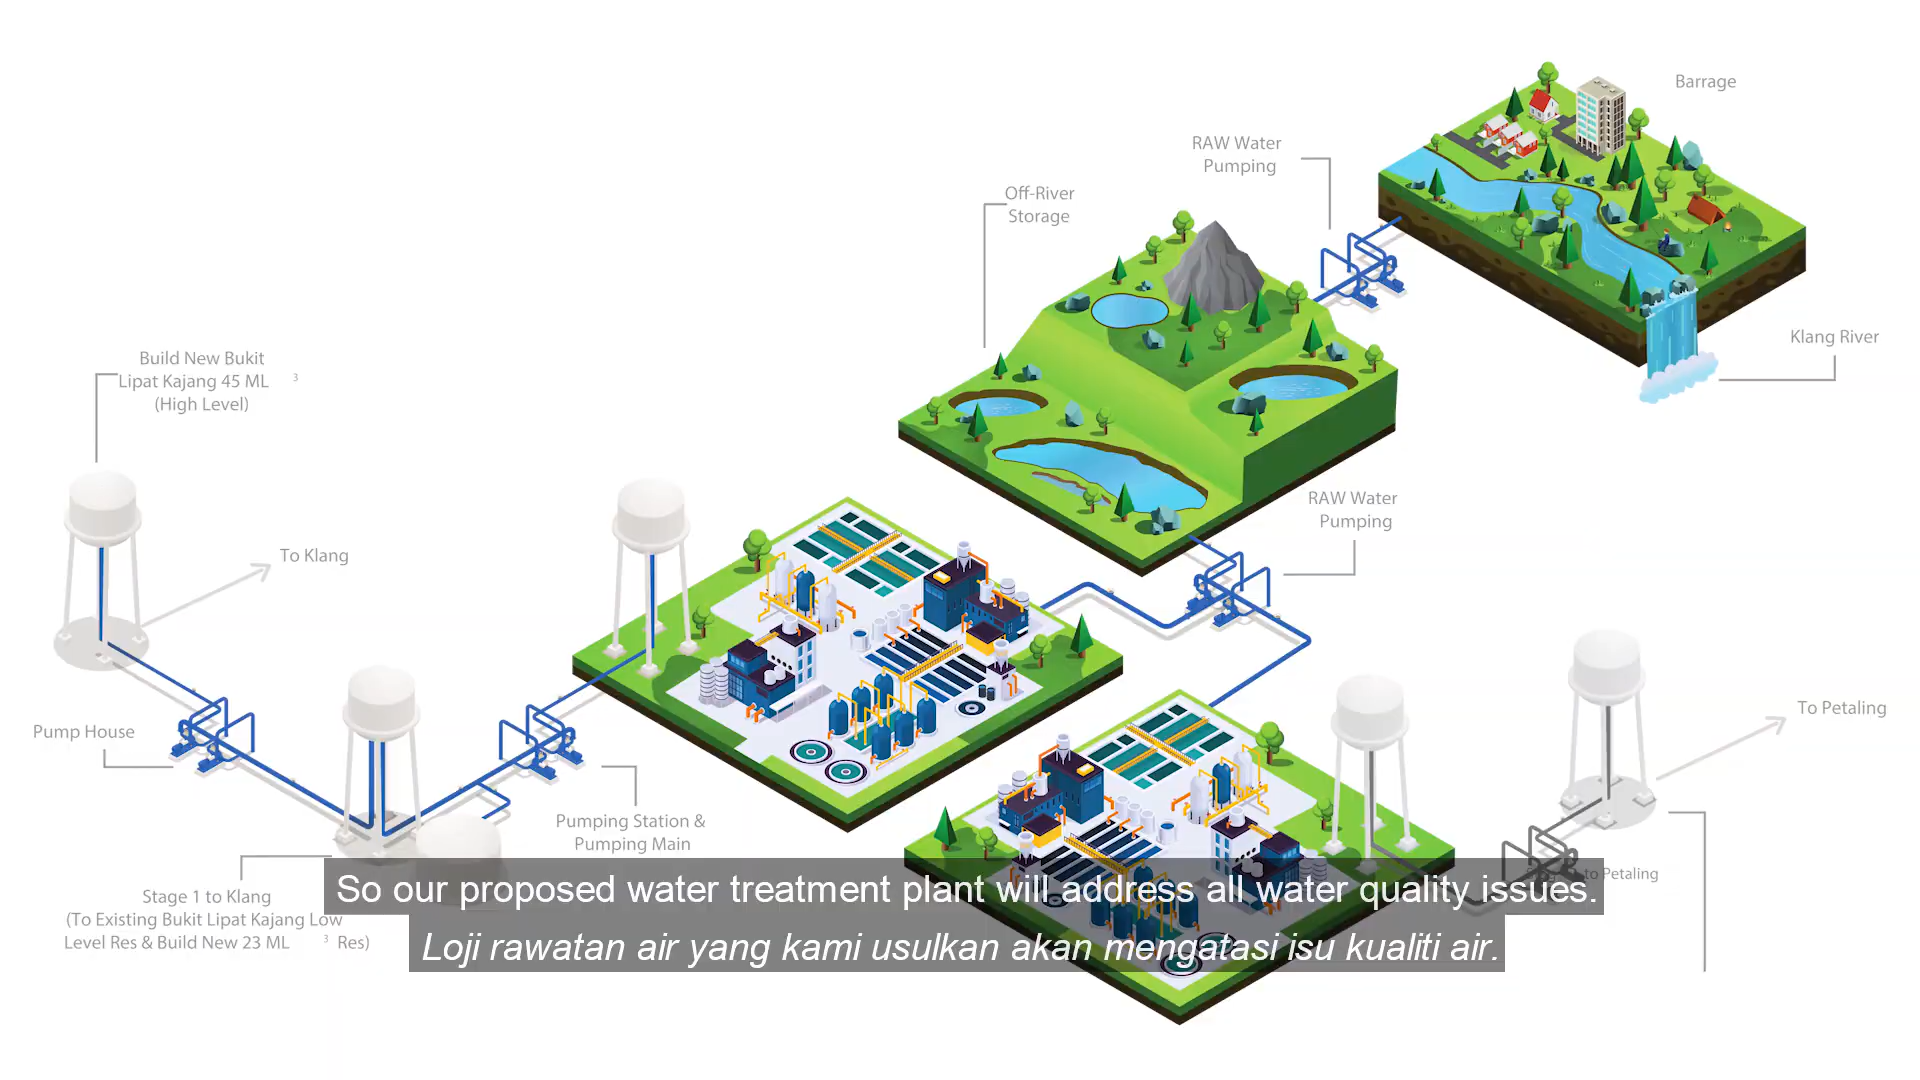 Barrage
RAW Water
Pumping
Off-River
Storage
Klang River
Build New Bukit
Lipat Kajang 45 ML 3
(High Level)
RAW Water
Pumping
To Klang
To Petaling
Pump House
Pumping Station &
Pumping Main
to Petaling
Stage 1 to Klang
(To Existing Bukit Lipat Kajang Low
Level Res & Build New 23 ML 3 Res)
So our proposed water treatment plant will address all water quality issues.
Loji rawatan air yang kami usulkan akan mengatasi isu kualiti air.